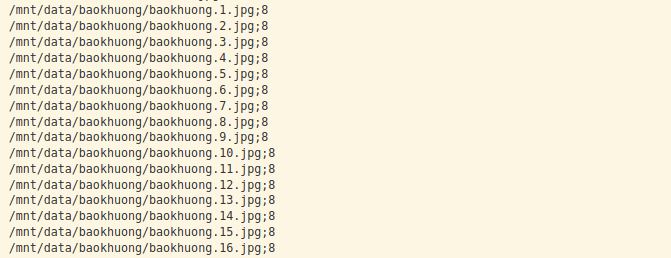 /mnt/data/baokhuong/baokhuong.1.jpg;8
/mnt/data/baokhuong/baokhuong.2.jpg;8
/mnt/data/baokhuong/baokhuong.3.jpg;8
/mnt/data/baokhuong/baokhuong.4.jpg;8
/mnt/data/baokhuong/baokhuong.5.jpg;8
/mnt/data/baokhuong/baokhuong.6.jpg;8
/mnt/data/baokhuong/baokhuong.7.jpg;8
/mnt/data/baokhuong/baokhuong.8.jpg;8
/mnt/data/baokhuong/baokhuong.9.jpg;8
/mnt/data/baokhuong/baokhuong.10.jpg;8
/mnt/data/baokhuong/baokhuong.11.jpg;8
/mnt/data/baokhuong/baokhuong.12.jpg;8
/mnt/data/baokhuong/baokhuong.13.jpg;8
/mnt/data/baokhuong/baokhuong.14.jpg;8
/mnt/data/baokhuong/baokhuong.15.jpg;8
/mnt/data/baokhuong/baokhuong.16.jpg;8